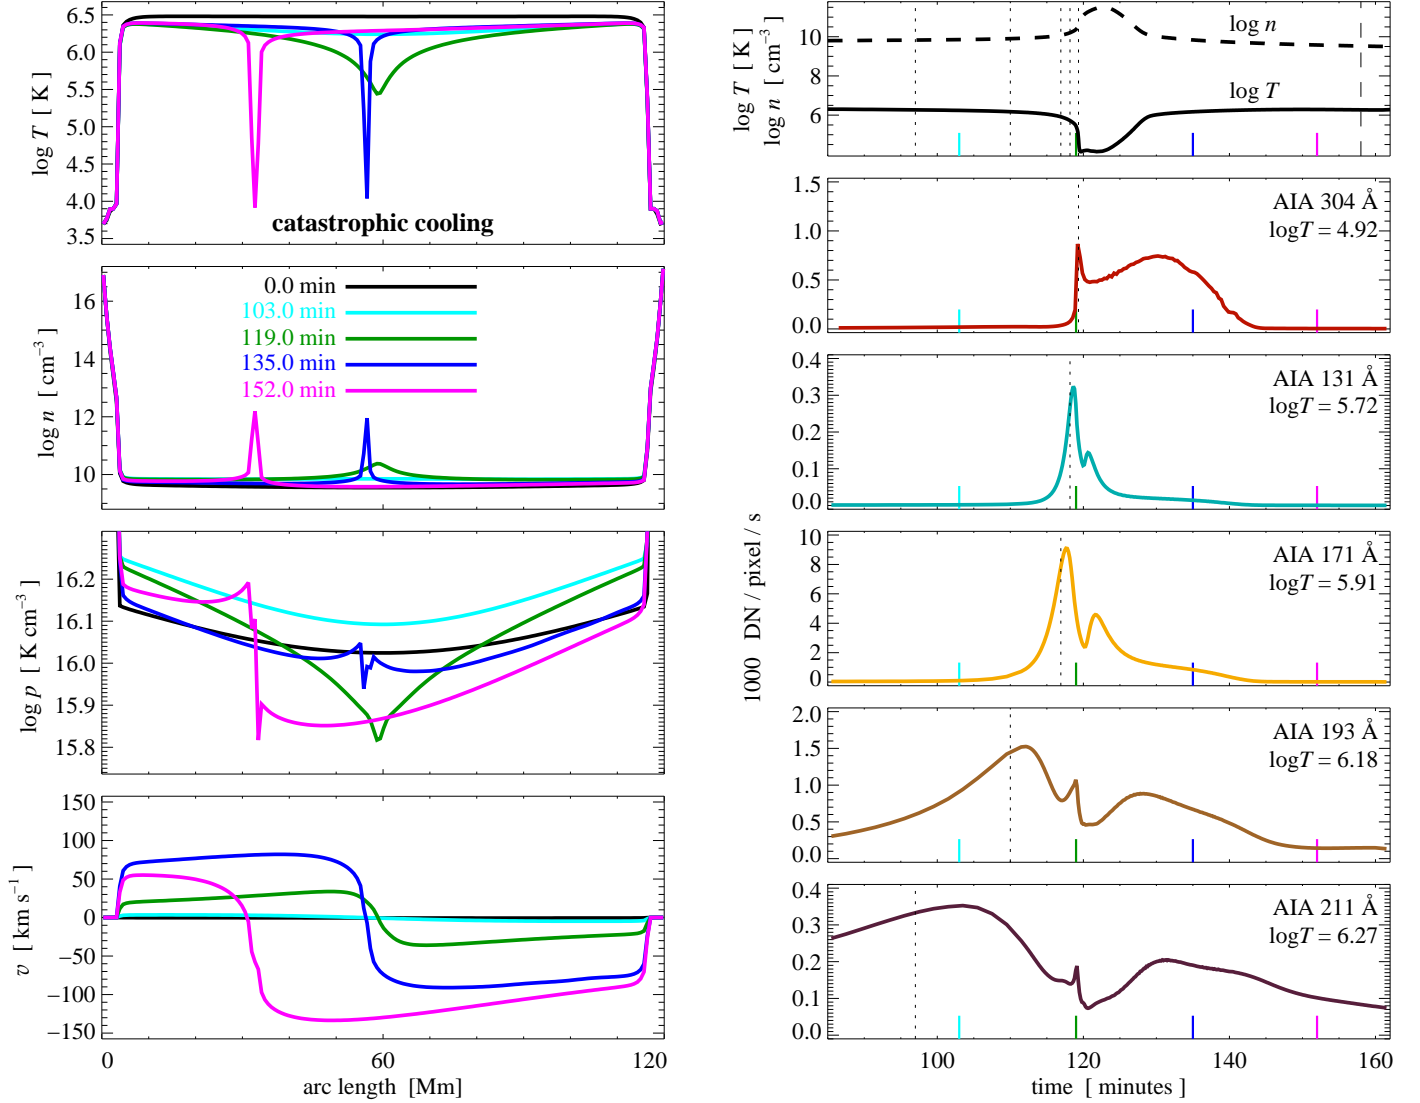 6.5
6.0
5.5
5.0
4.5
4.0
3.5
log T [ K ]
catastrophic cooling
16
14
12
10
log n [ cm⁻³ ]
0.0 min
103.0 min
119.0 min
135.0 min
152.0 min
16.2
16.1
16.0
15.9
15.8
log p [ K cm⁻³ ]
150
100
50
0
−50
−100
−150
v [ km s⁻¹ ]
0 60 120
arc length [Mm]
10
8
6
log T [ K ]
log n [ cm⁻³ ]
log n
log T
1.5
1.0
0.5
0.0
AIA 304 Å
logT = 4.92
0.4
0.3
0.2
0.1
0.0
AIA 131 Å
logT = 5.72
10
8
6
4
2
0
AIA 171 Å
logT = 5.91
1000 DN / pixel / s
2.0
1.5
1.0
0.5
0.0
AIA 193 Å
logT = 6.18
0.4
0.3
0.2
0.1
0.0
AIA 211 Å
logT = 6.27
100 120 140 160
time [ minutes ]